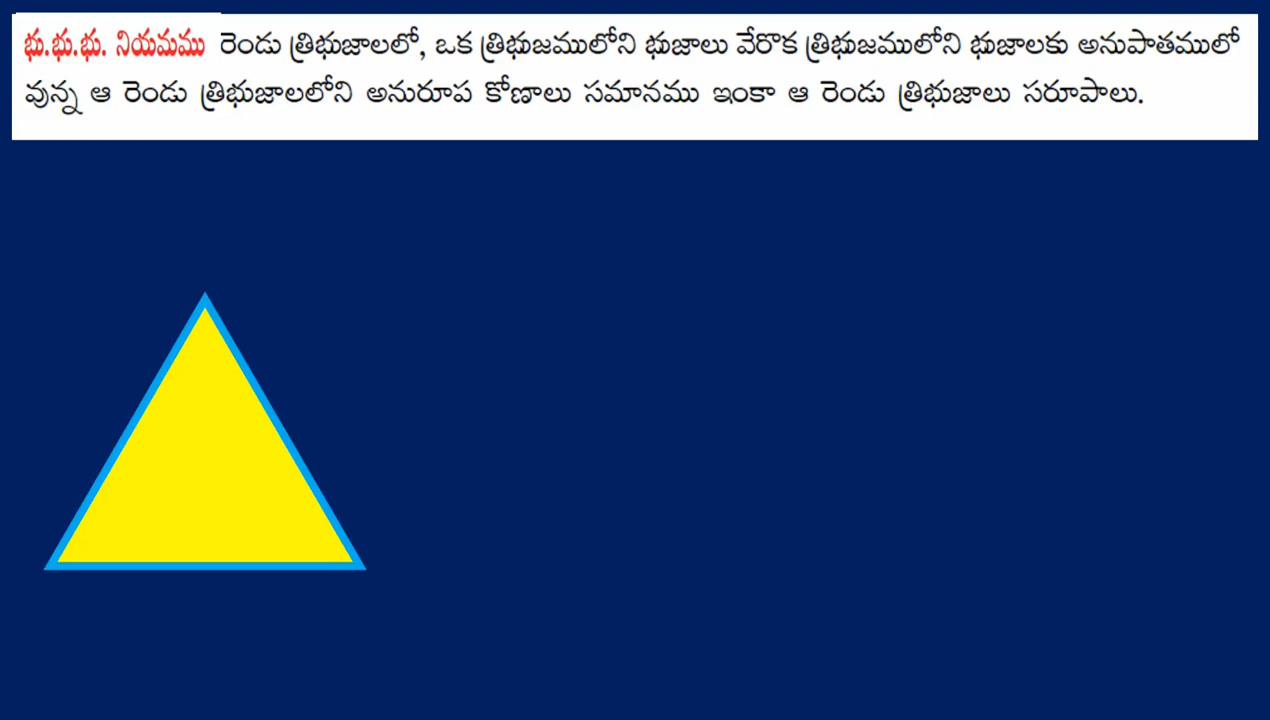 భు.భు.భు. నియమము రెండు త్రిభుజాలలో, ఒక త్రిభుజములోని భుజాలు వేరొక త్రిభుజములోని భుజాలకు అనుపాతములో
వున్న ఆ రెండు త్రిభుజాలలోని అనురూప కోణాలు సమానము ఇంకా ఆ రెండు త్రిభుజాలు సరూపాలు.